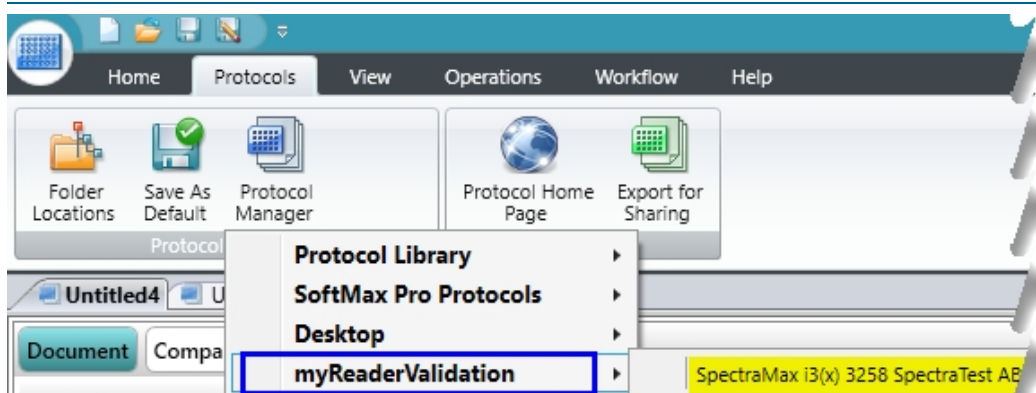 Home Protocols View Operations Workflow Help
Folder Locations
Save As Default
Protocol Manager
Protocol Home Page
Export for Sharing
Protocol
Protocol Library
SoftMax Pro Protocols
Desktop
myReaderValidation
Untitled4 U
Document Compa
SpectraMax i3(x) 3258 SpectraTest AB